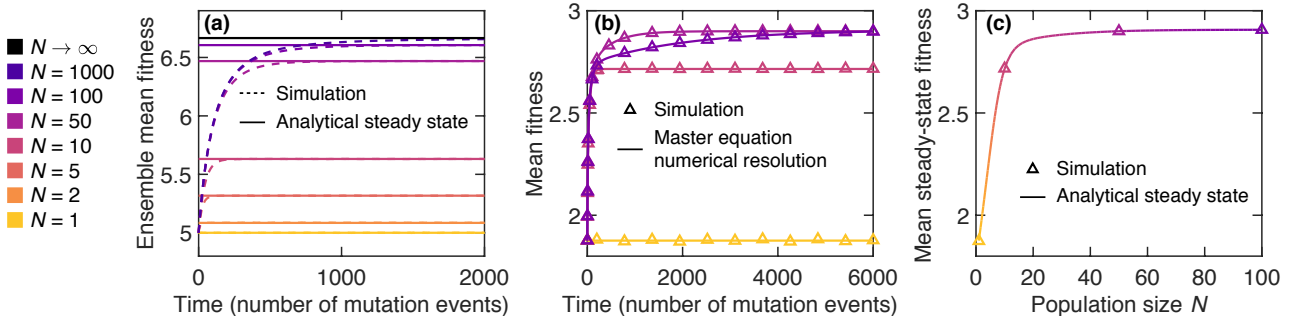 N → ∞
N = 1000
N = 100
N = 50
N = 10
N = 5
N = 2
N = 1
(a)
Ensemble mean fitness
6.5
6
5.5
5
Simulation
Analytical steady state
0
1000
2000
Time (number of mutation events)
(b)
Mean fitness
3
2.5
2
Simulation
Master equation
numerical resolution
0
2000
4000
6000
Time (number of mutation events)
(c)
Mean steady-state fitness
3
2.5
2
Simulation
Analytical steady state
0
20
40
60
80
100
Population size N